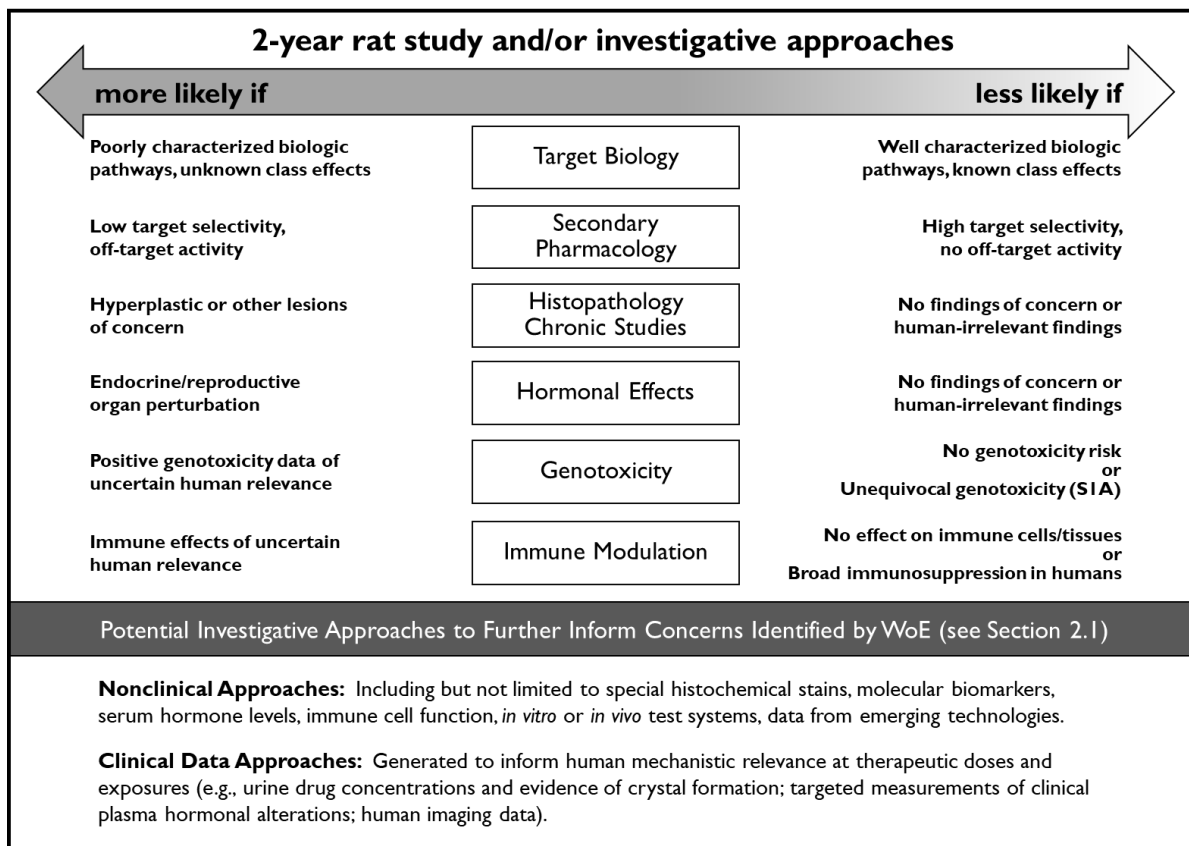 2-year rat study and/or investigative approaches
more likely if
less likely if
Poorly characterized biologic
pathways, unknown class effects
Target Biology
Well characterized biologic
pathways, known class effects
Low target selectivity,
off-target activity
Secondary
Pharmacology
High target selectivity,
no off-target activity
Hyperplastic or other lesions
of concern
Histopathology
Chronic Studies
No findings of concern or
human-irrelevant findings
Endocrine/reproductive
organ perturbation
Hormonal Effects
No findings of concern or
human-irrelevant findings
Positive genotoxicity data of
uncertain human relevance
Genotoxicity
No genotoxicity risk
or
Unequivocal genotoxicity (S1A)
Immune effects of uncertain
human relevance
Immune Modulation
No effect on immune cells/tissues
or
Broad immunosuppression in humans
Potential Investigative Approaches to Further Inform Concerns Identified by WoE (see Section 2.1)
Nonclinical Approaches: Including but not limited to special histochemical stains, molecular biomarkers,
serum hormone levels, immune cell function, in vitro or in vivo test systems, data from emerging technologies.
Clinical Data Approaches: Generated to inform human mechanistic relevance at therapeutic doses and
exposures (e.g., urine drug concentrations and evidence of crystal formation; targeted measurements of clinical
plasma hormonal alterations; human imaging data).